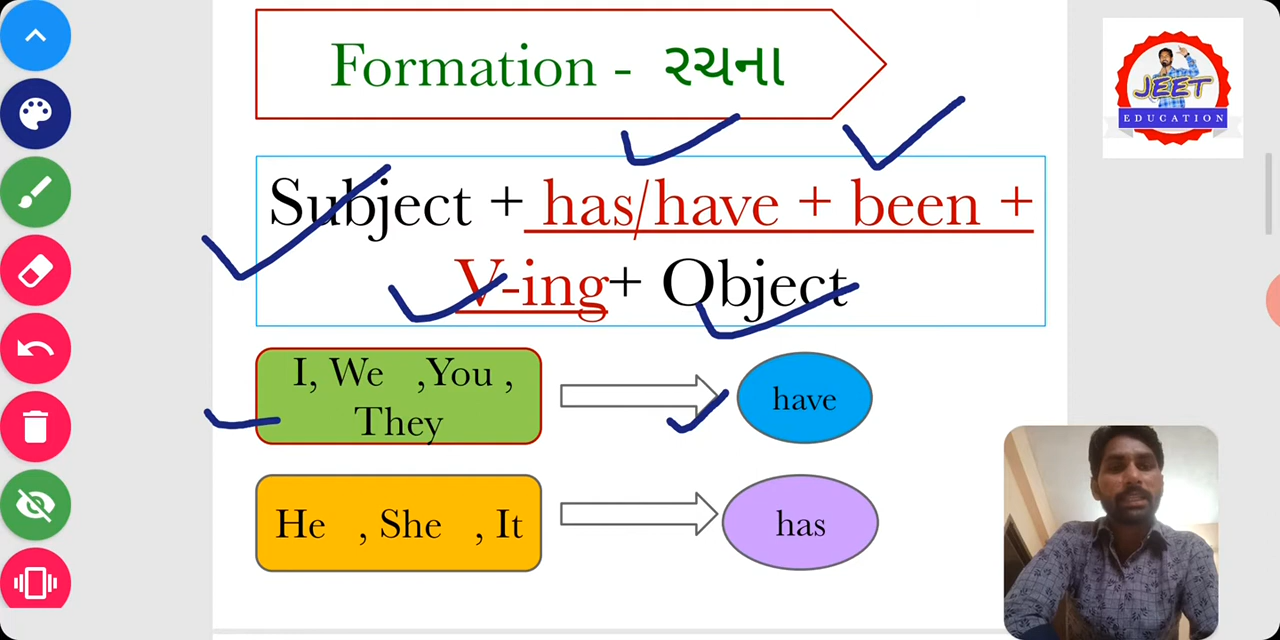 Formation - રચના
JEET
EDUCATION
Subject + has/have + been +
V-ing+ Object
I, We ,You ,
They
have
He , She , It
has